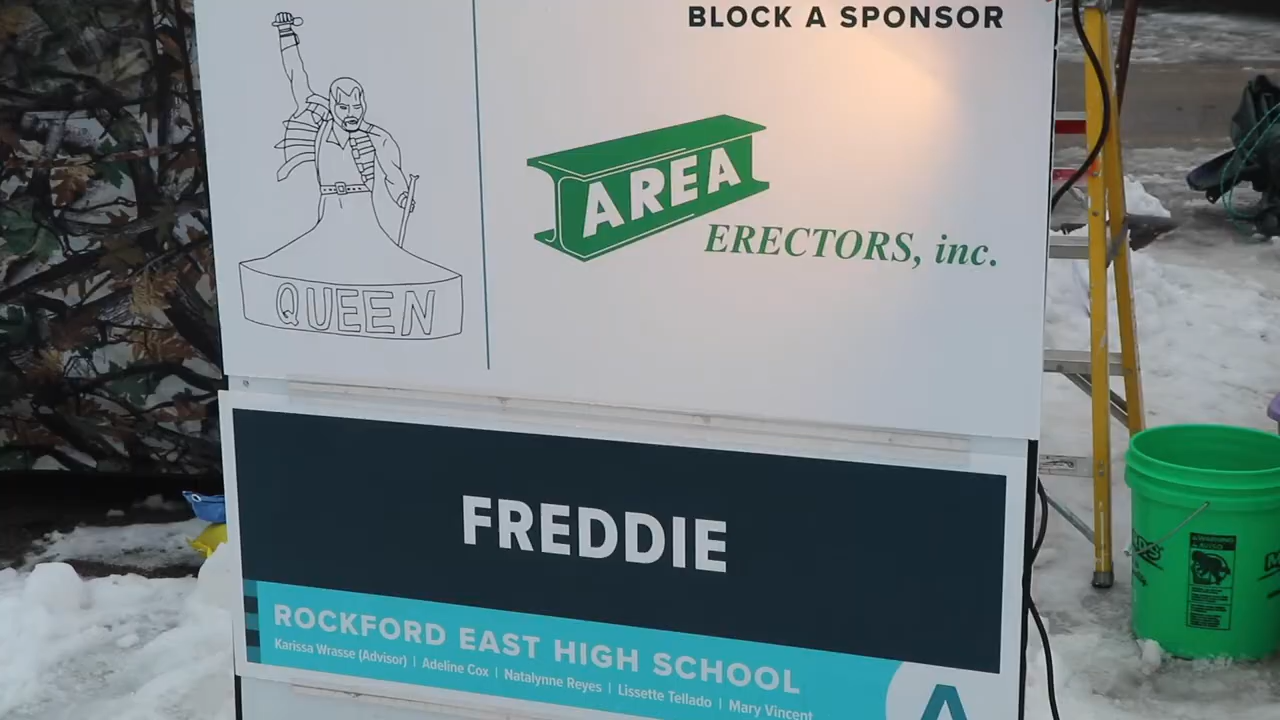 BLOCK A SPONSOR
AREA
ERECTORS, inc.
QUEEN
FREDDIE
ROCKFORD EAST HIGH SCHOOL
Karissa Wrasse (Advisor) | Adeline Cox | Natalynne Reyes | Lissette Tellado | Mary Vincent
A